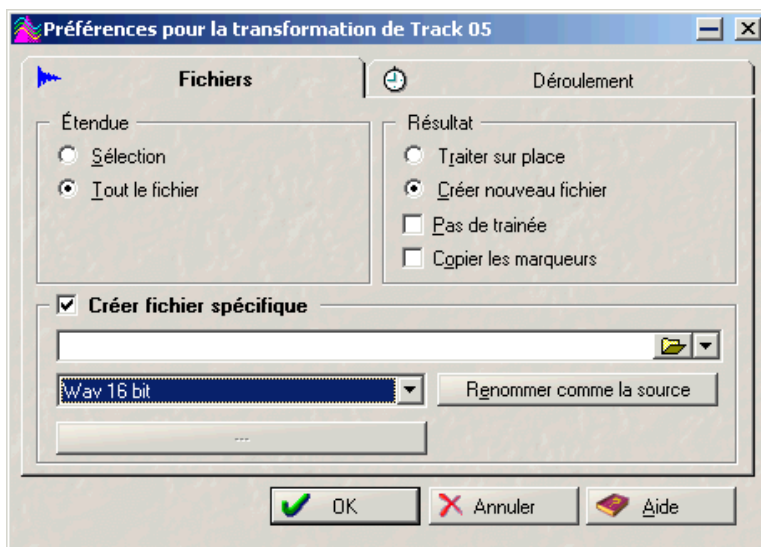 Préférences pour la transformation de Track 05
Fichiers
Déroulement
Étendue
Sélection
Tout le fichier
Résultat
Traiter sur place
Créer nouveau fichier
Pas de trainée
Copier les marqueurs
Créer fichier spécifique
Wav 16 bit
Renommer comme la source
---
OK
Annuler
Aide